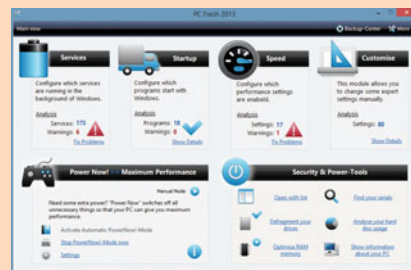 PC Fresh 2013
Main view
Backup-Center
More
Services
Configure which services
are running in the
background of Windows.
Analysis
Services: 173
Warnings: 6
Fix Problems
Startup
Configure which
programs start with
Windows.
Analysis
Programs: 18
Warnings: 0
Show Details
Speed
Configure which
performance settings
are enabeld.
Analysis
Settings: 17
Warnings: 1
Fix Problems
Customise
This module allows you
to change some expert
settings manually.
Analysis
Settings: 80
Show Details
Power Now! >> Maximum Performance
Manual Mode
Need some extra power? "Power Now" switches off all
unnecessary things so that your PC can give you maximum
performance.
Activate Automatic PowerNow!-Mode
Stop PowerNow!-Mode now
Settings
Security & Power-Tools
Open with list
Find your serials
Defragment your
drives
Analyse your hard
disc usage
Optimise RAM
memory
Show information
about your PC